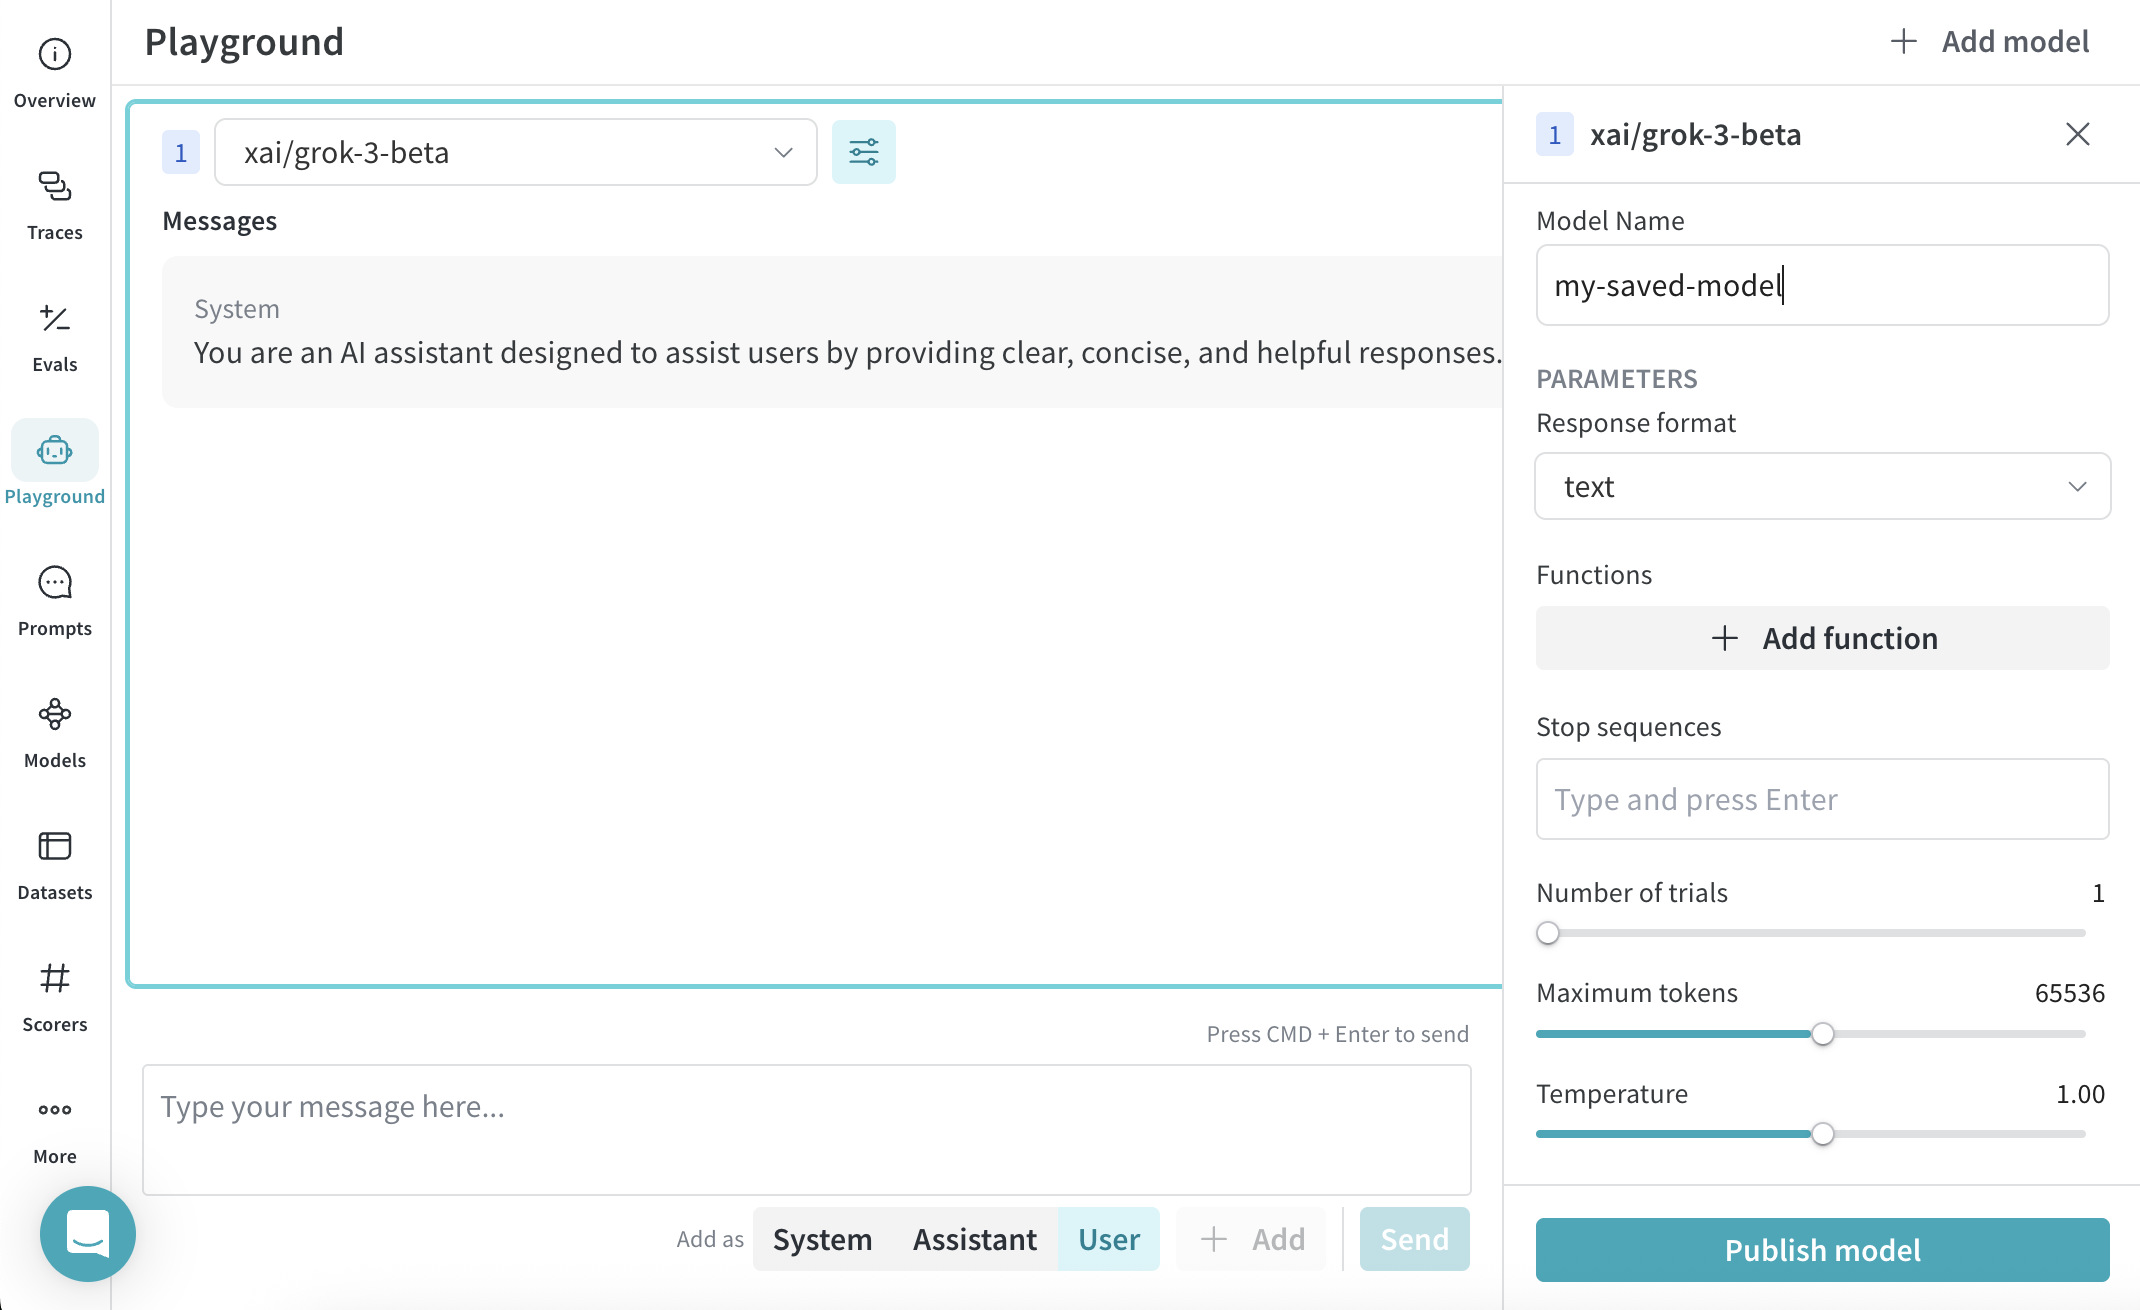 Playground
Add model
Overview
Traces
Evals
Playground
Prompts
Models
Datasets
Scorers
More
1
xai/grok-3-beta
Messages
System
You are an AI assistant designed to assist users by providing clear, concise, and helpful responses.
Press CMD + Enter to send
Type your message here...
Add as
System
Assistant
User
Add
Send
1
xai/grok-3-beta
Model Name
my-saved-model
PARAMETERS
Response format
text
Functions
Add function
Stop sequences
Type and press Enter
Number of trials
1
Maximum tokens
65536
Temperature
1.00
Publish model